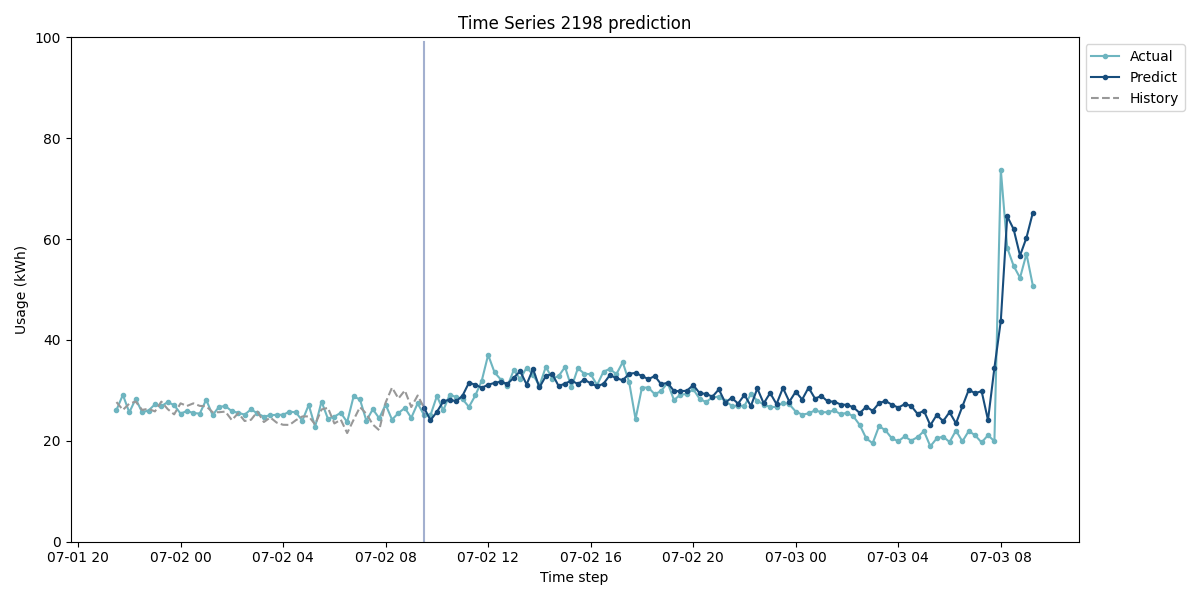 Time Series 2198 prediction
100
80
60
40
20
0
Usage (kWh)
07-01 20
07-02 00
07-02 04
07-02 08
07-02 12
07-02 16
07-02 20
07-03 00
07-03 04
07-03 08
Time step
Actual
Predict
History